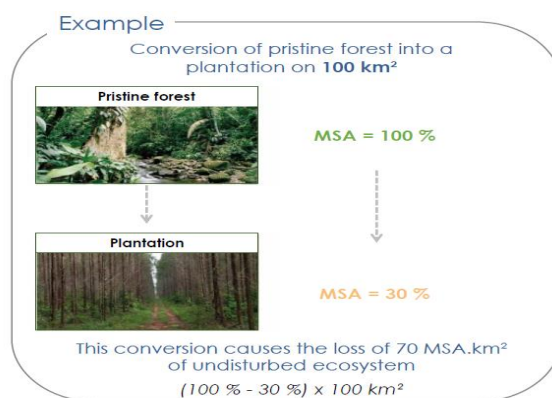 Example
Conversion of pristine forest into a
plantation on 100 km²
Pristine forest
MSA = 100 %
Plantation
MSA = 30 %
This conversion causes the loss of 70 MSA.km²
of undisturbed ecosystem
(100 % - 30 %) x 100 km²